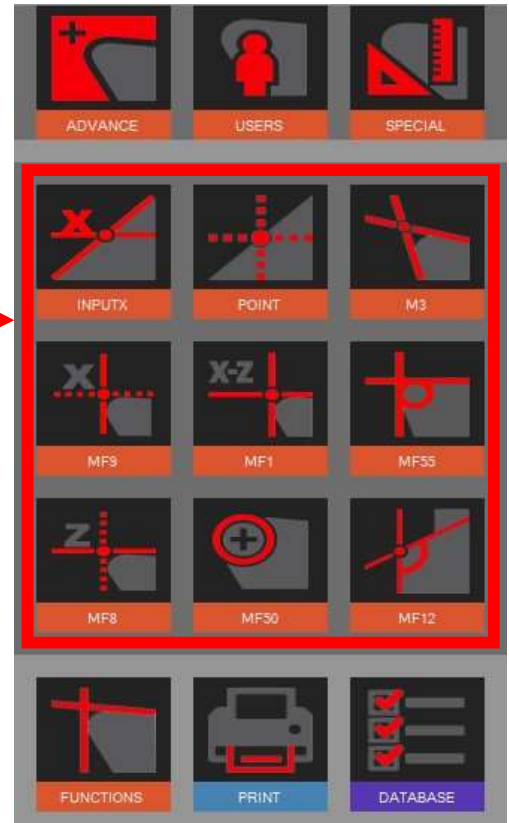 ADVANCE USERS SPECIAL
X
INPUTX POINT M3
X X-Z
MF9 MF1 MF55
Z
MF8 MF50 MF12
FUNCTIONS PRINT DATABASE